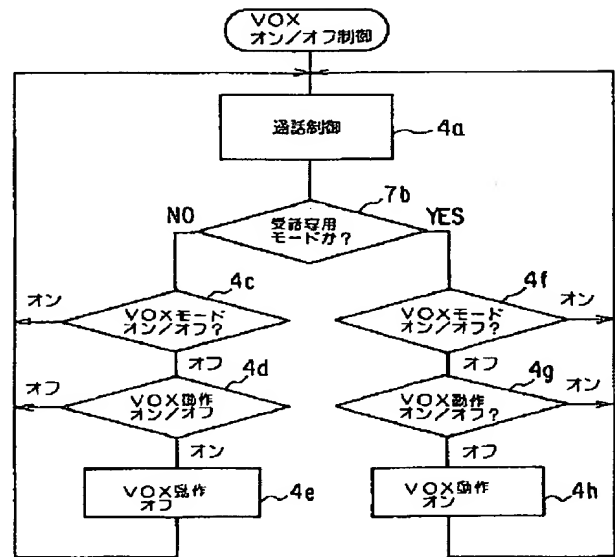 VOX
オン/オフ制御
通話制御
4a
7b
NO
YES
受話専用
モードか?
4c
4f
オン
VOXモード
オン/オフ?
VOXモード
オン/オフ?
オン
オフ
4d
オフ
4g
オフ
VOX動作
オン/オフ
VOX動作
オン/オフ?
オン
オン
オフ
VOX動作
オフ
4e
VOX動作
オン
4h